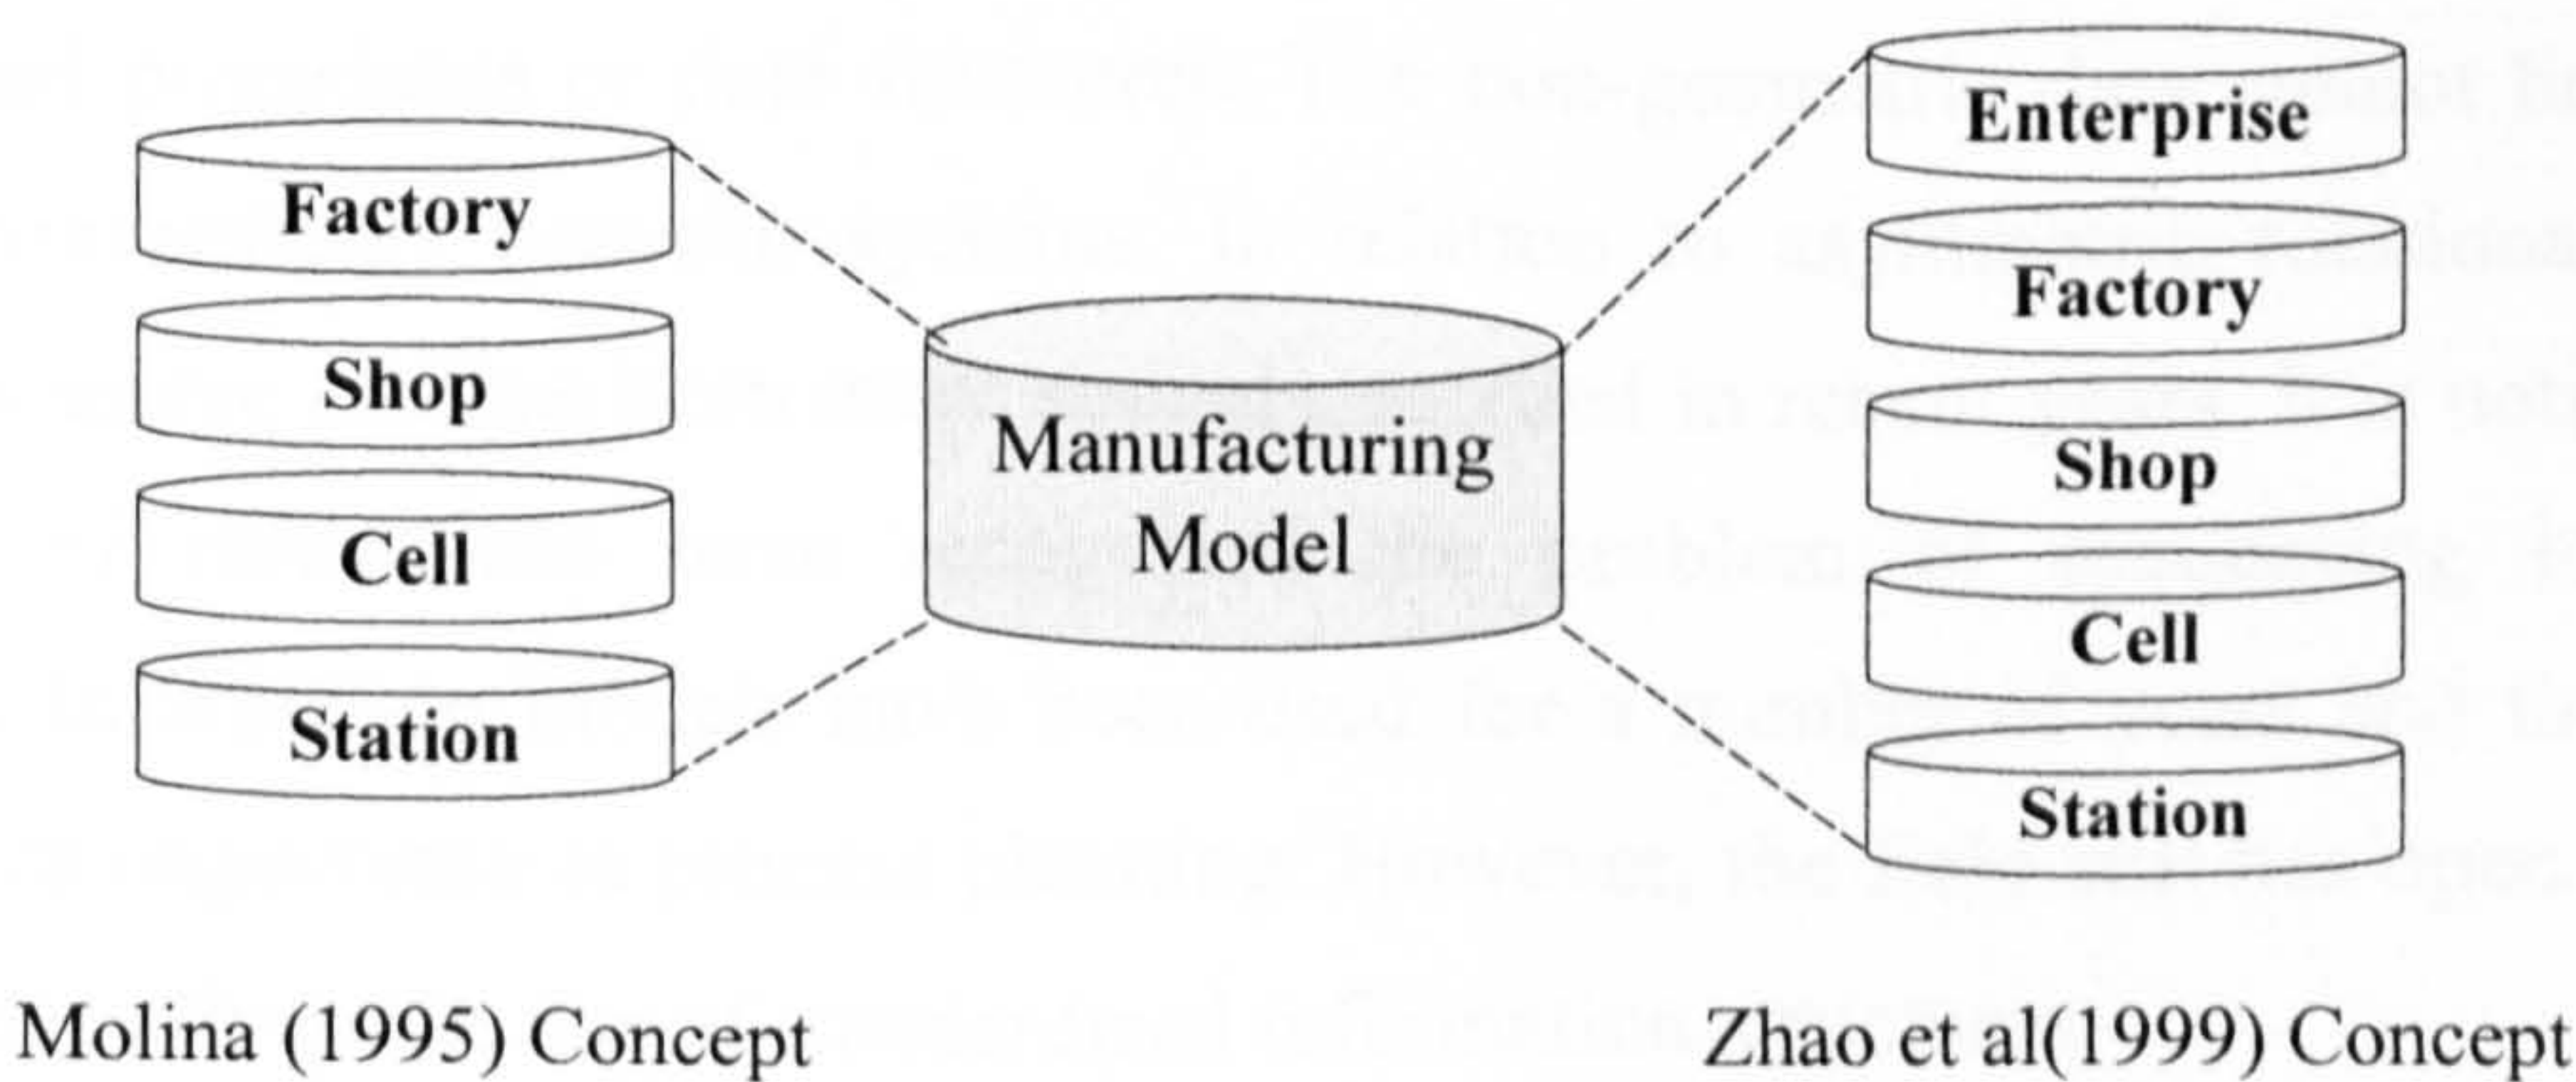 Factory
Shop
Cell
Station
Manufacturing
Model
Enterprise
Factory
Shop
Cell
Station
Molina (1995) Concept
Zhao et al(1999) Concept